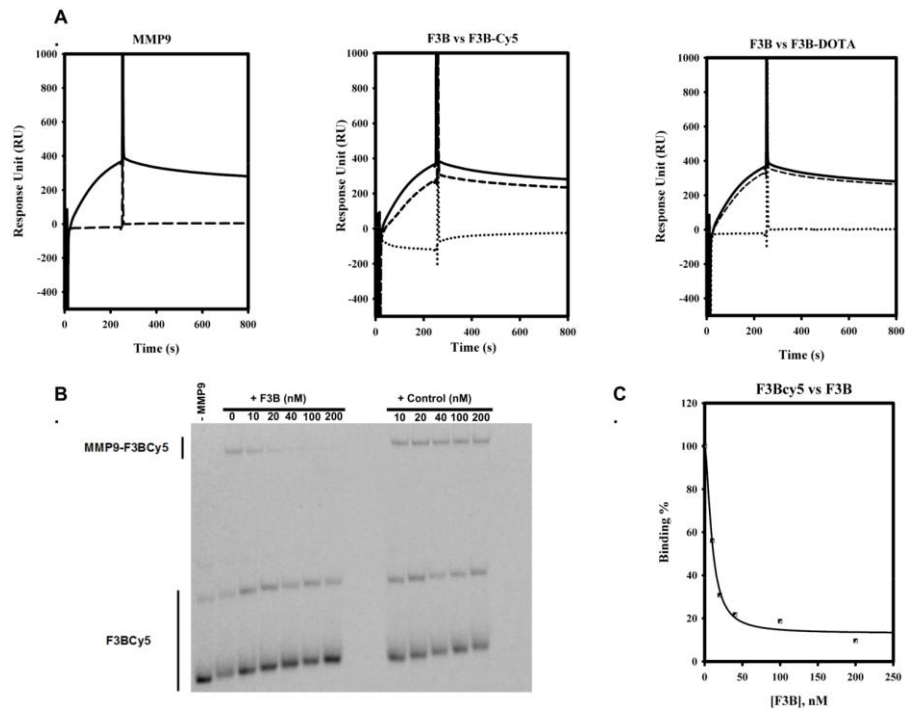 A
.
MMP9
F3B vs F3B-Cy5
F3B vs F3B-DOTA
1000
800
600
400
200
0
-200
-400
Response Unit (RU)
0 200 400 600 800
Time (s)
1000
800
600
400
200
0
-200
-400
Response Unit (RU)
0 200 400 600 800
Time (s)
1000
800
600
400
200
0
-200
-400
Response Unit (RU)
0 200 400 600 800
Time (s)
B
.
- MMP9
+ F3B (nM)
0 10 20 40 100 200
+ Control (nM)
10 20 40 100 200
MMP9-F3BCy5
F3BCy5
C
.
F3Bcy5 vs F3B
120
100
80
60
40
20
0
Binding %
0 50 100 150 200 250
[F3B], nM